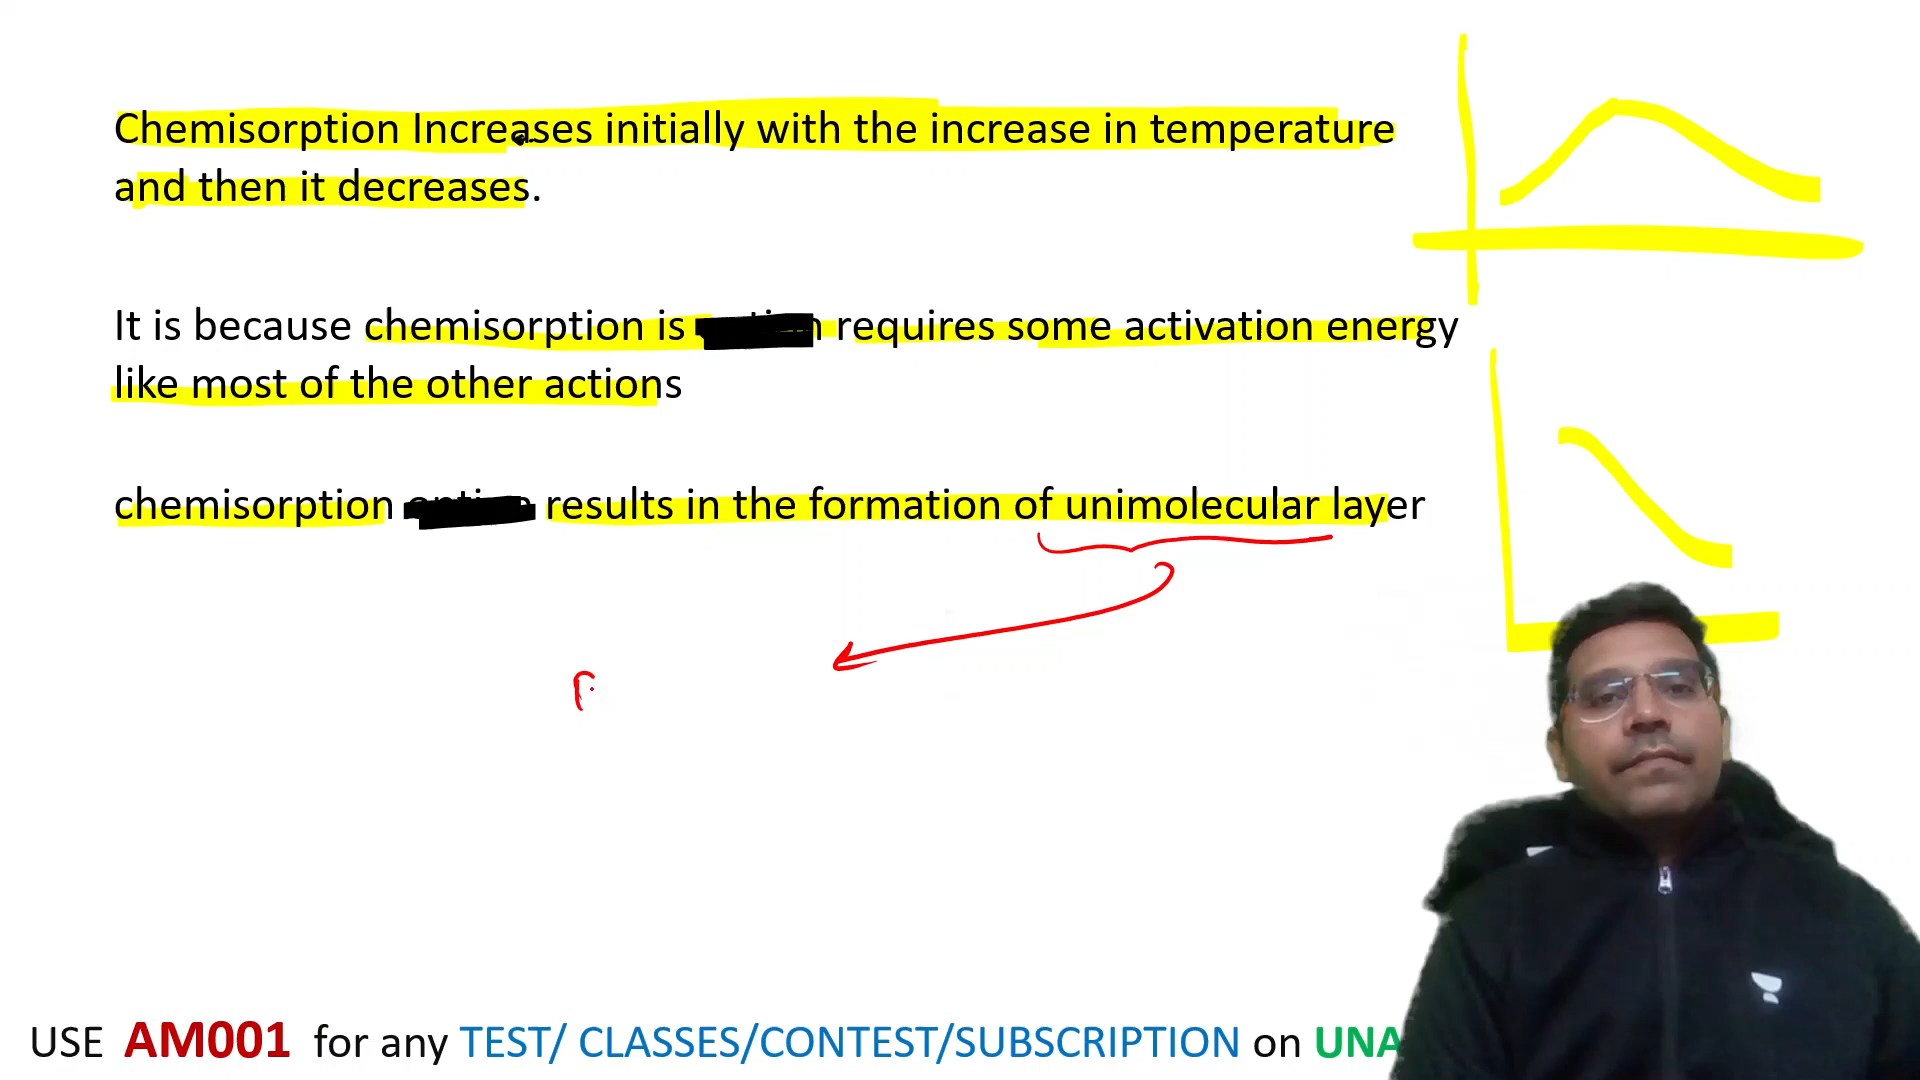 Chemisorption Increases initially with the increase in temperature
and then it decreases.
It is because chemisorption is requires some activation energy
like most of the other actions
chemisorption results in the formation of unimolecular layer
USE AM001 for any TEST/ CLASSES/CONTEST/SUBSCRIPTION on UNA